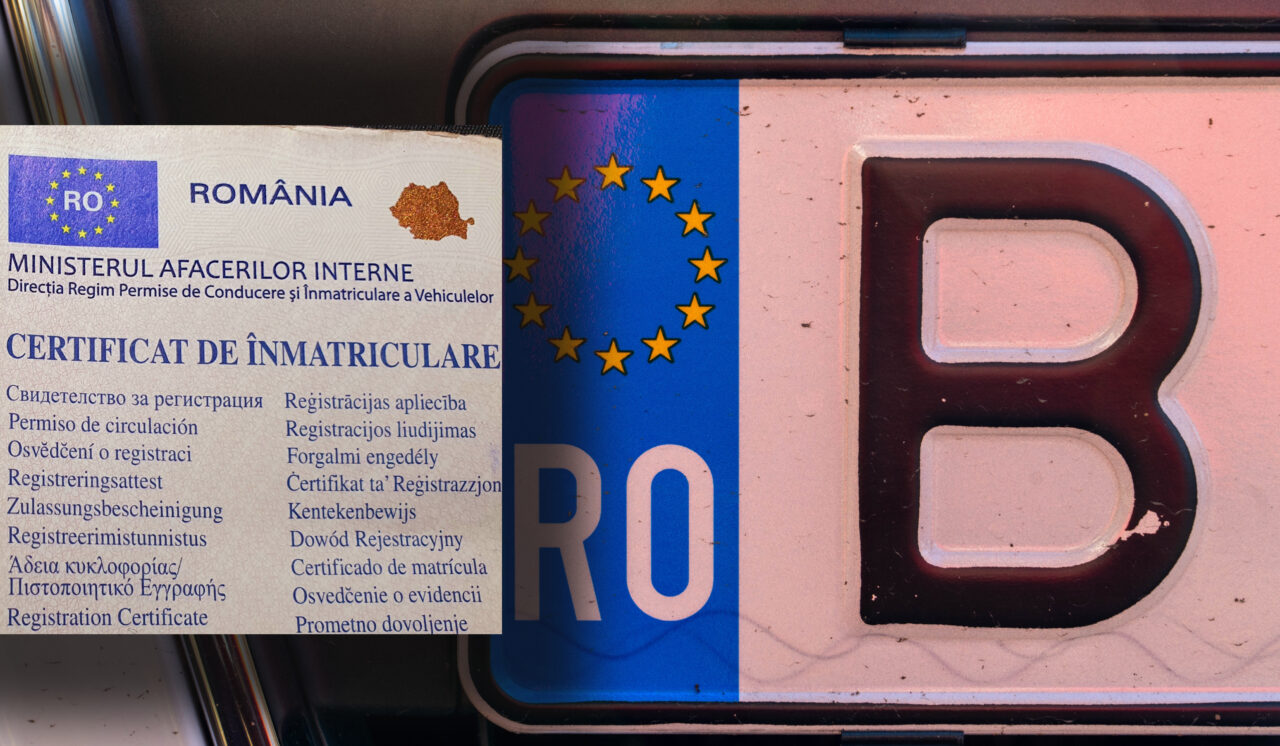 RO
ROMÂNIA
MINISTERUL AFACERILOR INTERNE
Direcția Regim Permise de Conducere și Înmatriculare a Vehiculelor
CERTIFICAT DE ÎNMATRICULARE
Свидетелство за регистрация
Permiso de circulación
Osvědčení o registraci
Registreringsattest
Zulassungsbescheinigung
Registreerimistunnistus
Άδεια κυκλοφορίας/
Πιστοποιητικό Εγγραφής
Registration Certificate
Reģistrācijas apliecība
Registracijos liudijimas
Forgalmi engedély
Ċertifikat ta' Reġistrazzjon
Kentekenbewijs
Dowód Rejestracyjny
Certificado de matrícula
Osvedčenie o evidencii
Prometno dovoljenje
RO
B